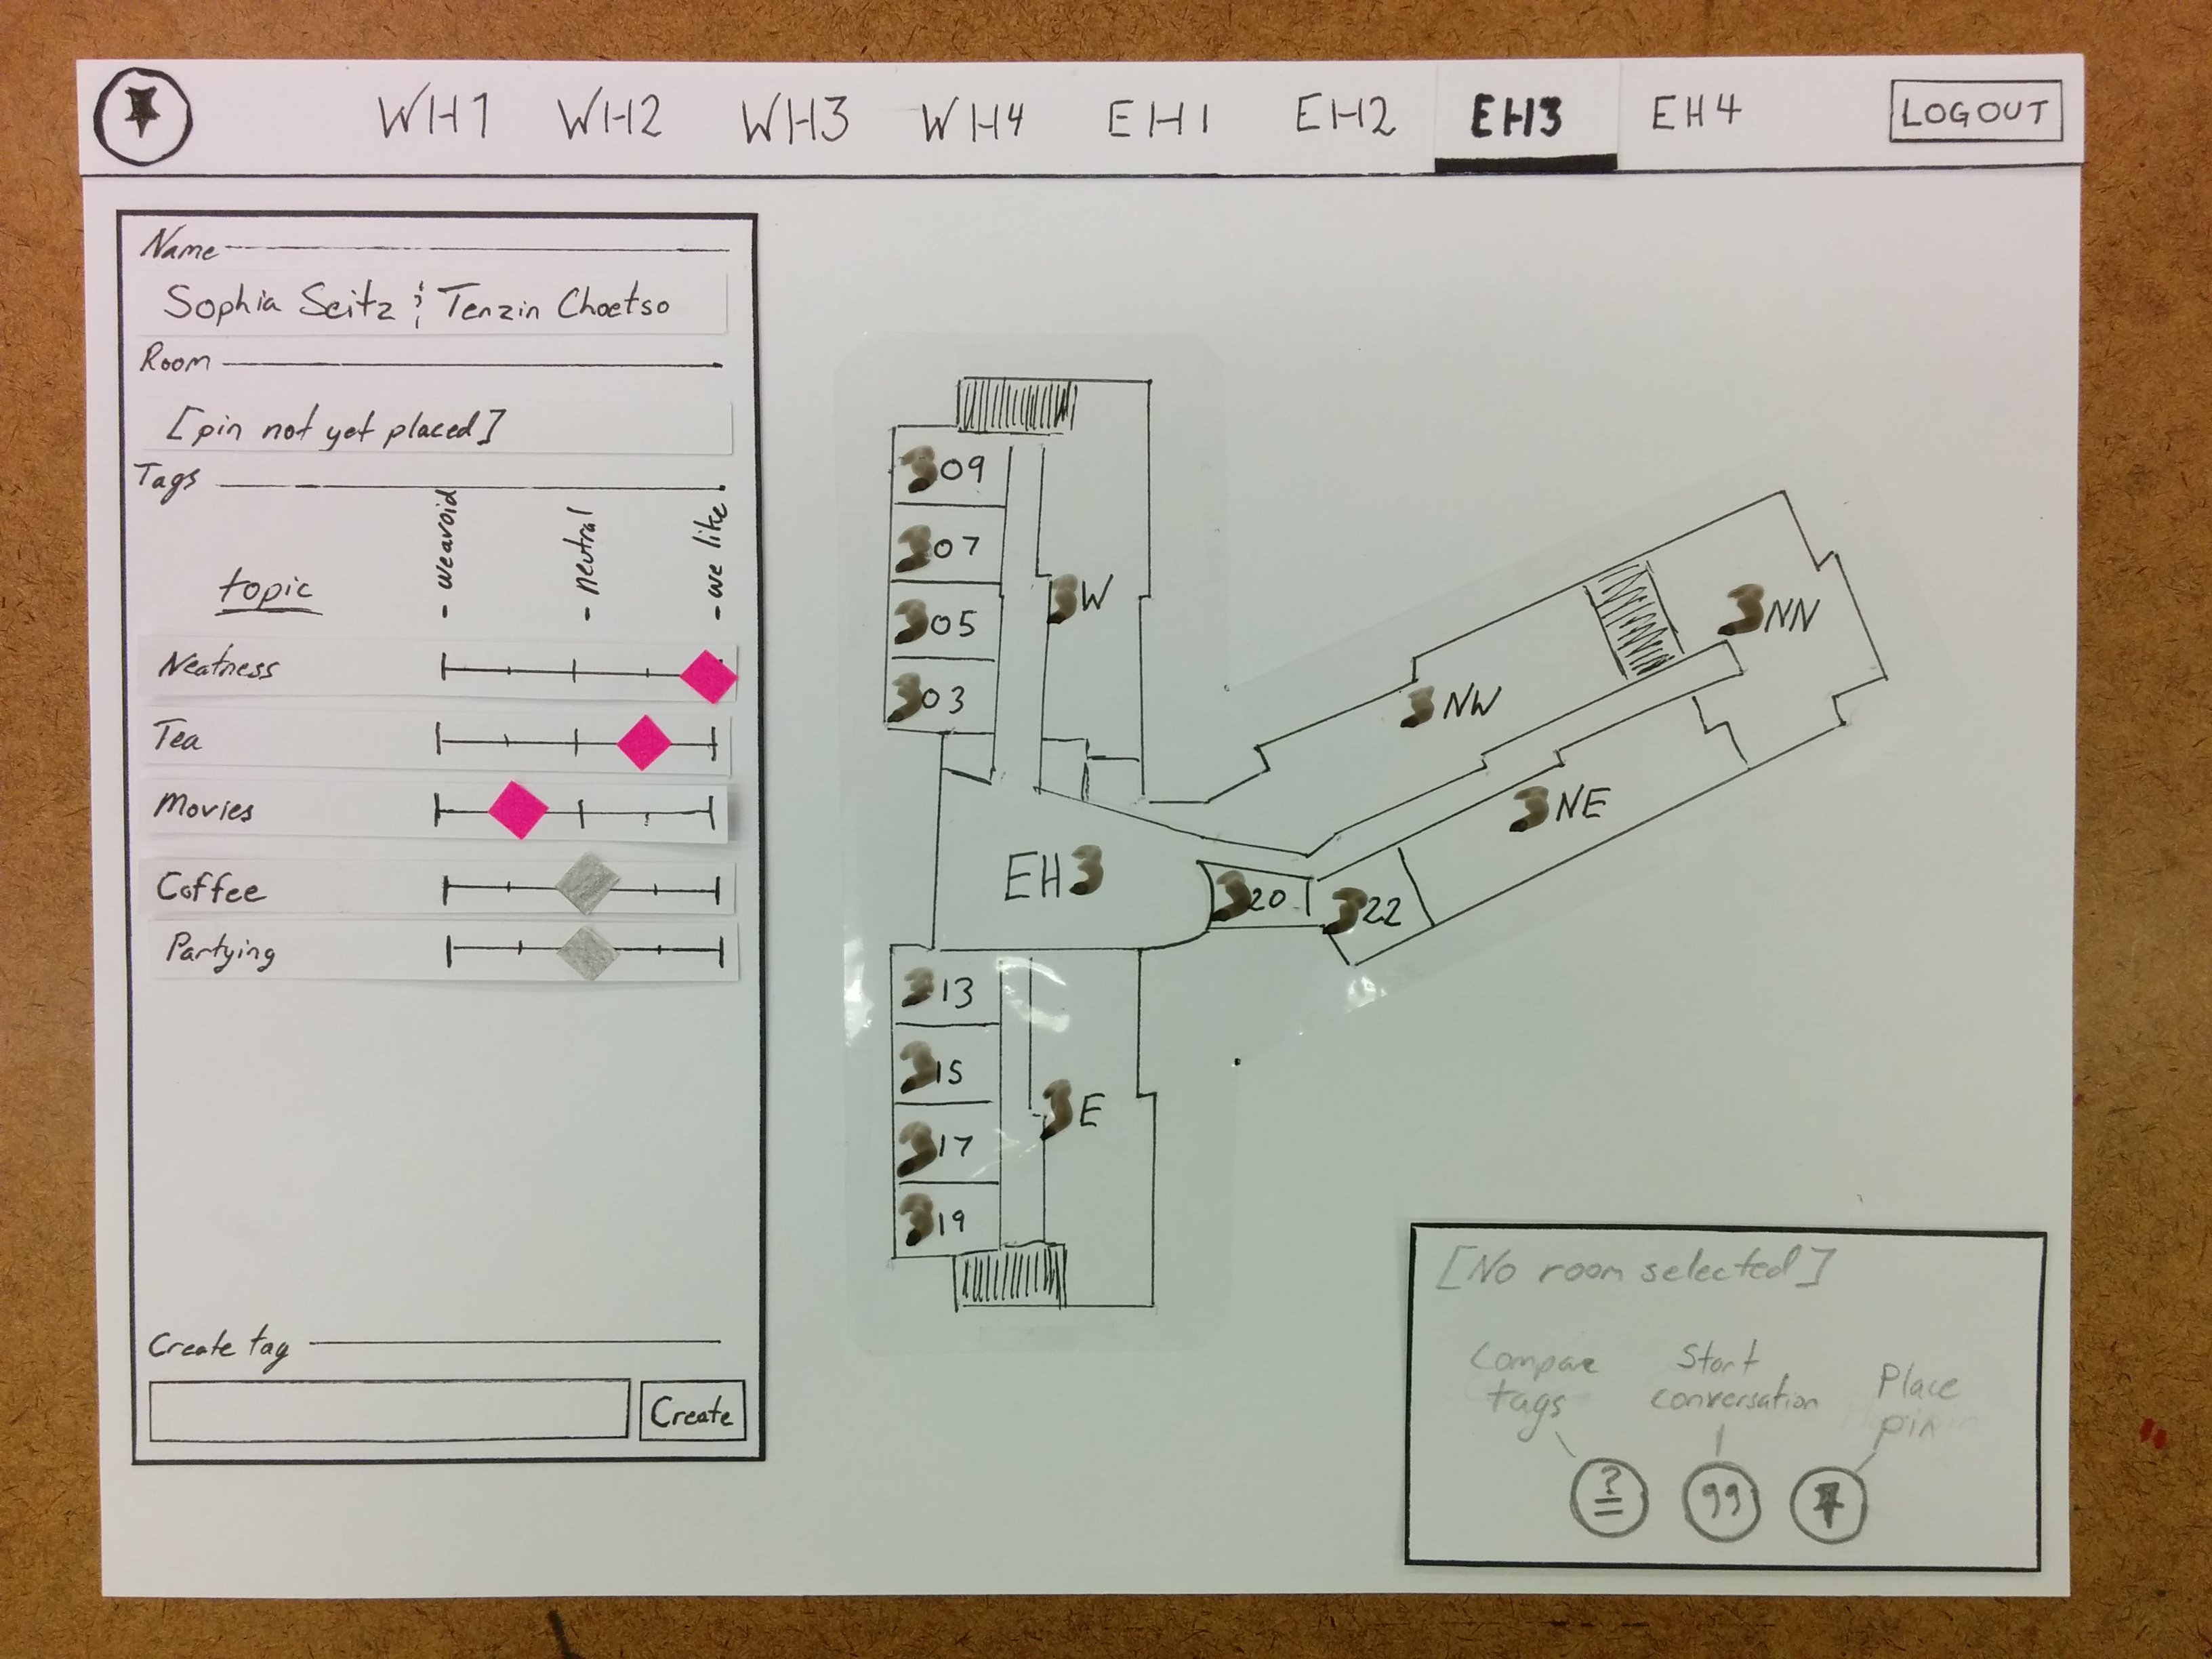 WH1 WH2 WH3 WH4 EH1 EH2 EH3 EH4 LOGOUT
Name
Sophia Seitz & Tenzin Choetso
Room
[pin not yet placed]
Tags
topic
- we avoid
- neutral
- we like
Neatness
Tea
Movies
Coffee
Partying
Create tag
Create
309
307
305
303
3W
EH3
313
315
317
319
3E
320
322
3NW
3NN
3NE
[No room selected]
Compare
tags
Start
conversation
Place
pin
?
=
99